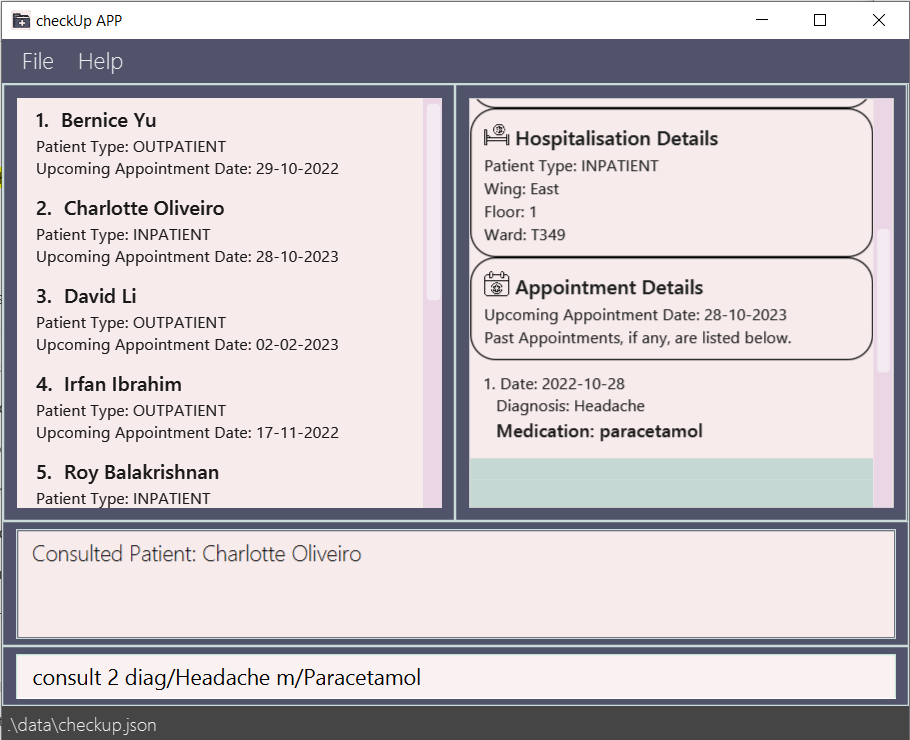 checkUp APP
File Help
1. Bernice Yu
Patient Type: OUTPATIENT
Upcoming Appointment Date: 29-10-2022
2. Charlotte Oliveiro
Patient Type: INPATIENT
Upcoming Appointment Date: 28-10-2023
3. David Li
Patient Type: OUTPATIENT
Upcoming Appointment Date: 02-02-2023
4. Irfan Ibrahim
Patient Type: OUTPATIENT
Upcoming Appointment Date: 17-11-2022
5. Roy Balakrishnan
Patient Type: INPATIENT
Hospitalisation Details
Patient Type: INPATIENT
Wing: East
Floor: 1
Ward: T349
Appointment Details
Upcoming Appointment Date: 28-10-2023
Past Appointments, if any, are listed below.
1. Date: 2022-10-28
Diagnosis: Headache
Medication: paracetamol
Consulted Patient: Charlotte Oliveiro
consult 2 diag/Headache m/Paracetamol
.\data\checkup.json